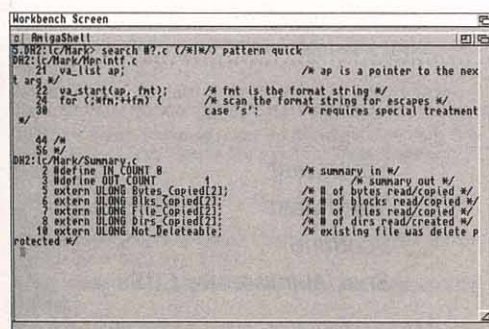 Workbench Screen
AmigaShell
5.DH2:lc/Mark> search #?.c (/*|*/) pattern quick
DH2:lc/Mark/Mprintf.c
21 va_list ap; /* ap is a pointer to the nex
t arg */
22 va_start(ap, fmt); /* fmt is the format string */
24 for (;*fm;++fm) { /* scan the format string for escapes */
30 case 's': /* requires special treatment
*/
44 /*
56 */
DH2:lc/Mark/Summary.c
2 #define IN_COUNT 0 /* summary in */
3 #define OUT_COUNT 1 /* summary out */
5 extern ULONG Bytes_Copied[2]; /* # of bytes read/copied */
6 extern ULONG Blks_Copied[2]; /* # of blocks read/copied */
7 extern ULONG File_Copied[2]; /* # of files read/copied */
8 extern ULONG Dirs_Copied[2]; /* # of dirs read/created */
10 extern ULONG Not_Deleteable; /* existing file was delete p
rotected */